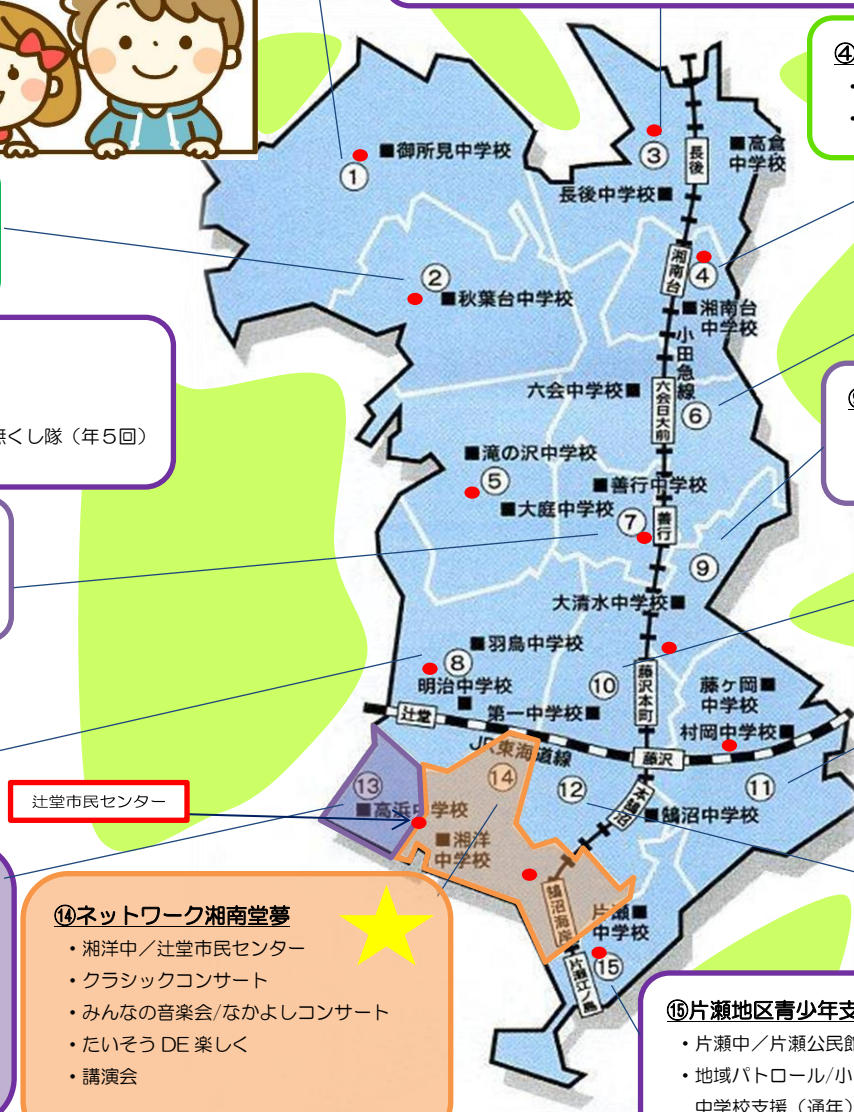 ④
①
■御所見中学校
③
長後
■高倉
中学校
長後中学校■
②
■秋葉台中学校
湘南台
④
■湘南台
中学校
小田急線
六会中学校■
六会日大前
⑥
無くし隊（年５回）
■滝の沢中学校
⑤
■善行中学校
■大庭中学校
⑦
善行
⑨
大清水中学校■
■羽鳥中学校
⑧
明治中学校
■
⑩
藤沢本町
藤ヶ岡■
中学校
辻堂
第一中学校■
村岡中学校■
JR東海道線
藤沢
⑬
⑭
⑫
⑪
辻堂市民センター
■高浜中学校
本鵠沼
■鵠沼中学校
■湘洋
中学校
鵠沼海岸
片瀬■
中学校
片瀬江ノ島
⑮
⑭ネットワーク湘南堂夢
・湘洋中／辻堂市民センター
・クラシックコンサート
・みんなの音楽会/なかよしコンサート
・たいそう DE 楽しく
・講演会
⑮片瀬地区青少年支
・片瀬中／片瀬公民館
・地域パトロール/小
中学校支援（通年）